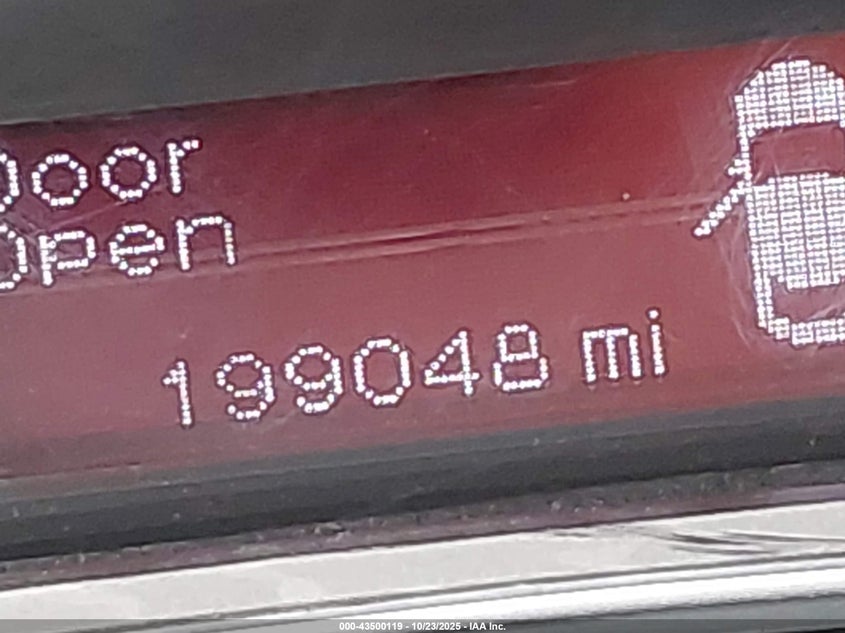 Door
Open
199048 mi
000-43500119 - 10/23/2025 - IAA Inc.